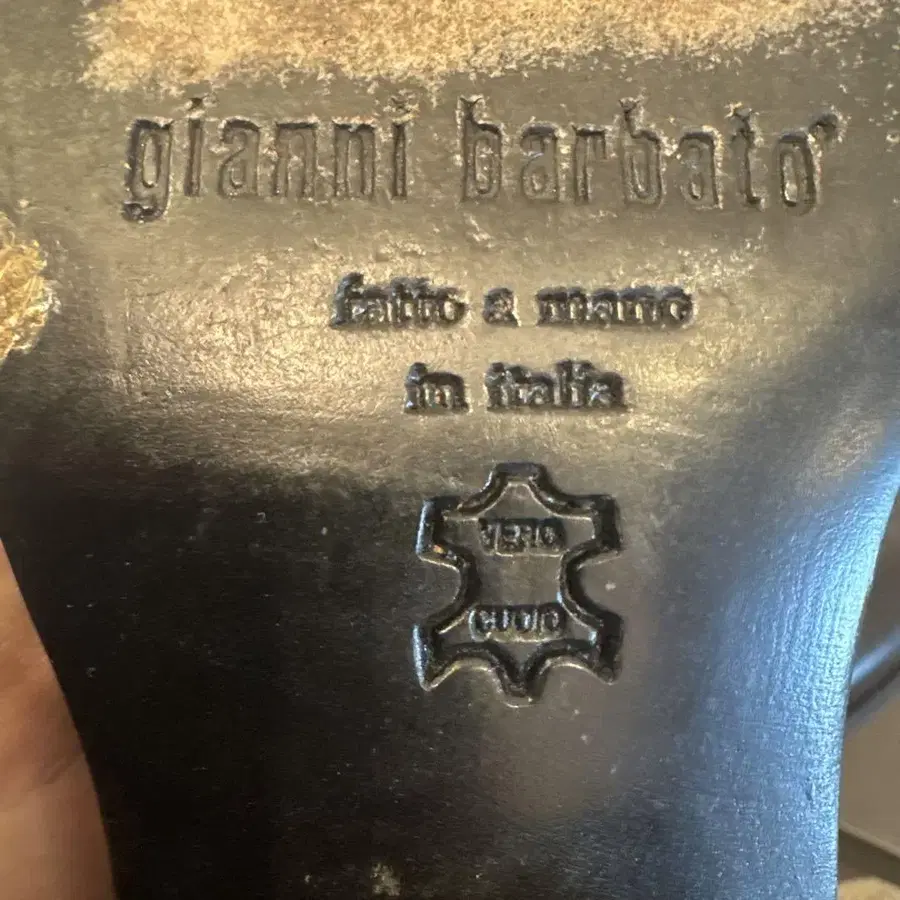 gianni barbato
fatto a mano
in italia
VERO
CUOIO